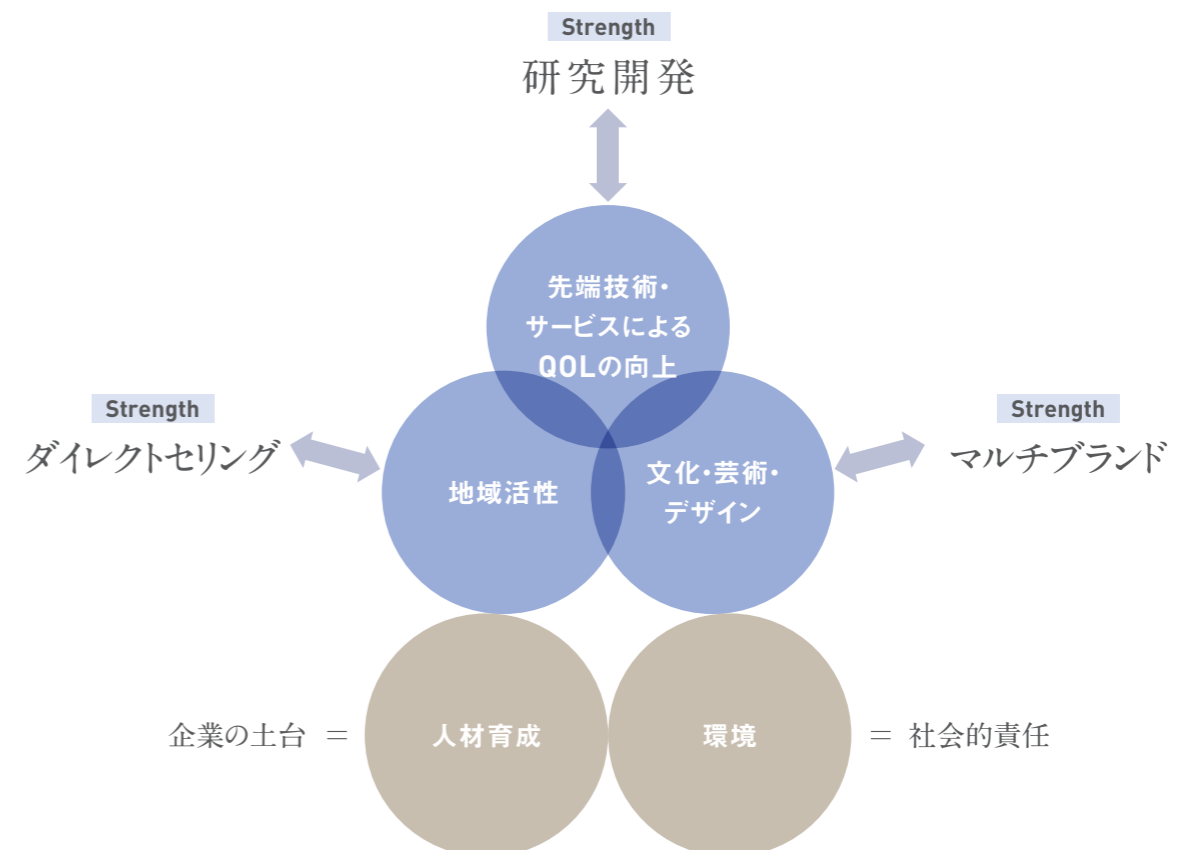 Strength
研究開発
先端技術・
サービスによる
QOLの向上
Strength
ダイレクトセリング
Strength
マルチブランド
地域活性
文化・芸術・
デザイン
企業の土台 =
人材育成
環境
= 社会的責任